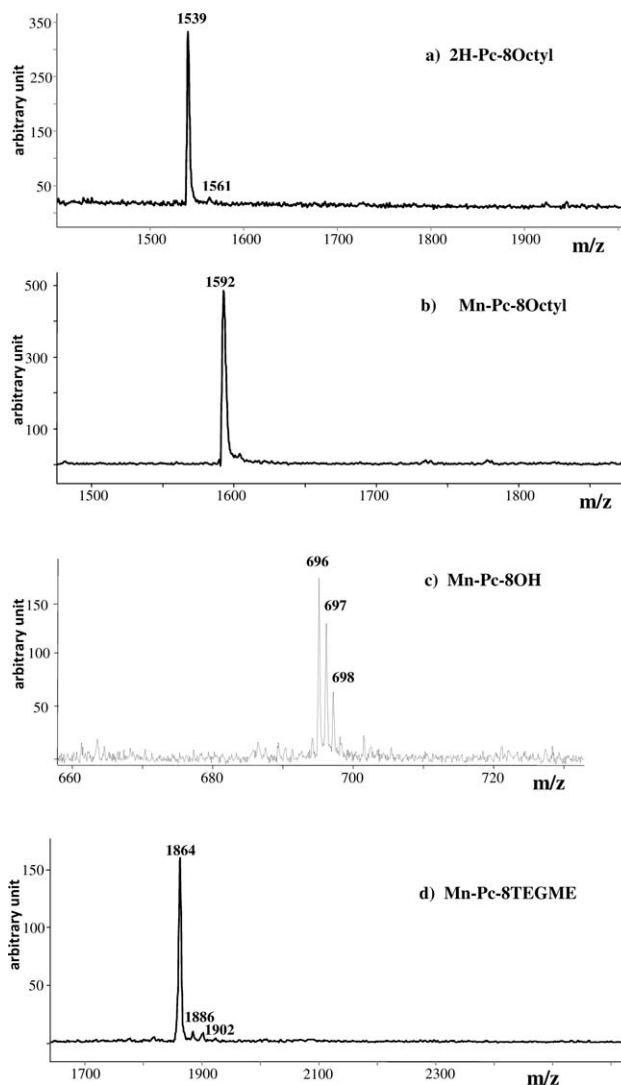 1539
350
a) 2H-Pc-8Octyl
250
arbitrary unit
150
1561
50
1500 1600 1700 1800 1900
m/z
1592
500
b) Mn-Pc-8Octyl
arbitrary unit
300
100
1500 1600 1700 1800
m/z
696
c) Mn-Pc-8OH
697
150
arbitrary unit
100
698
50
660 680 700 720
m/z
1864
150
d) Mn-Pc-8TEGME
arbitrary unit
100
50
1886
1902
1700 1900 2100 2300
m/z